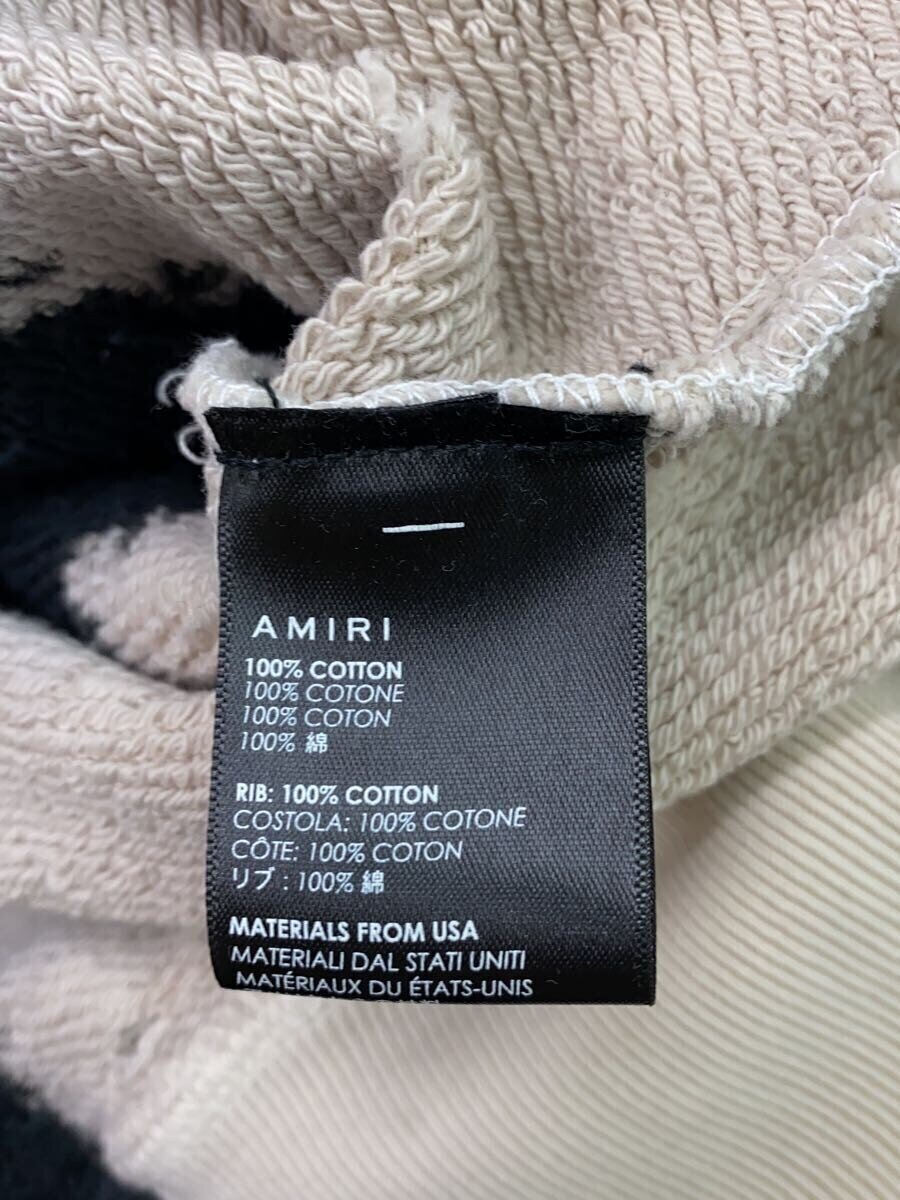 AMIRI
100% COTTON
100% COTONE
100% COTON
100% 綿
RIB: 100% COTTON
COSTOLA: 100% COTONE
CÔTE: 100% COTON
リブ : 100% 綿
MATERIALS FROM USA
MATERIALI DAL STATI UNITI
MATÉRIAUX DU ÉTATS-UNIS